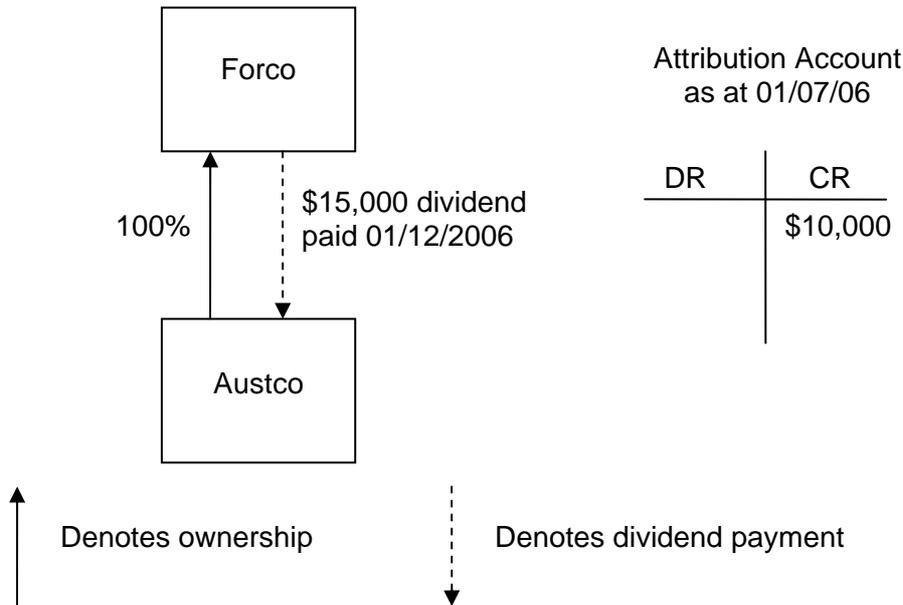 Forco
Attribution Account
as at 01/07/06
DR CR
$10,000
100%
$15,000 dividend
paid 01/12/2006
Austco
Denotes ownership
Denotes dividend payment